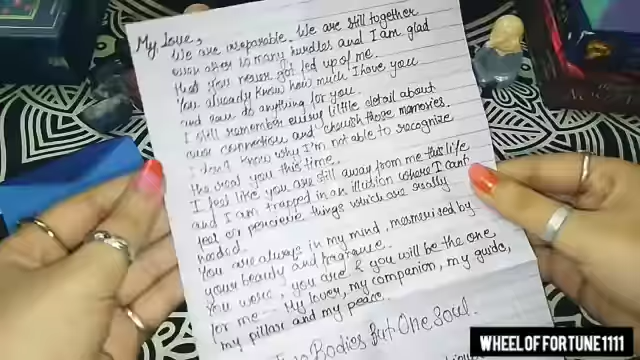 My Love,
We are inseparable. We are still together
even after so many hurdles and I am glad
that you never got fed up of me.
You already know how much I love you
and can do anything for you.
I still remember every little detail about
our connection and cherish those memories.
I don't know why I'm not able to recognize
the real you this time.
I feel like you are still away from me this life
and I am trapped in an illusion where I can't
feel or perceive things which are really
needed.
You are always in my mind, mesmerised by
your beauty and fragrance.
You were, you are & you will be the one
for me - My lover, my companion, my guide,
my pillar and my peace.
Two Bodies But One Soul.
WHEEL OF FORTUNE1111